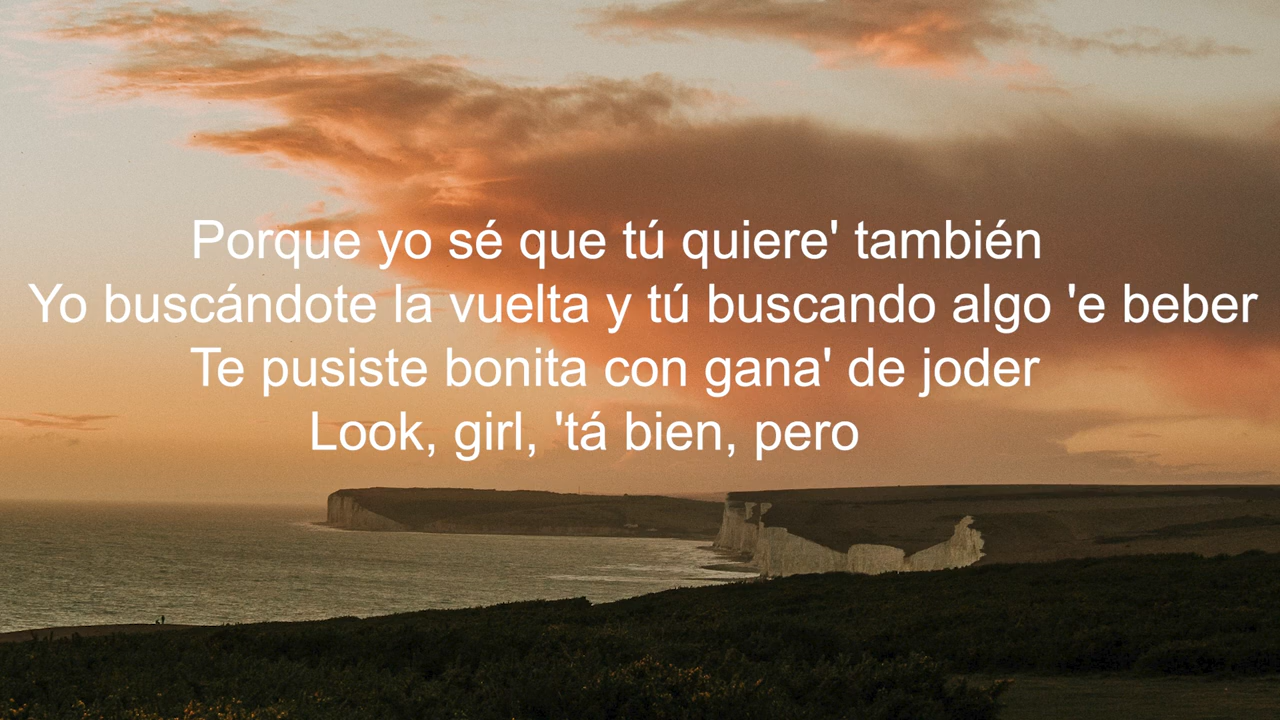 Porque yo sé que tú quiere' también
Yo buscándote la vuelta y tú buscando algo 'e beber
Te pusiste bonita con gana' de joder
Look, girl, 'tá bien, pero